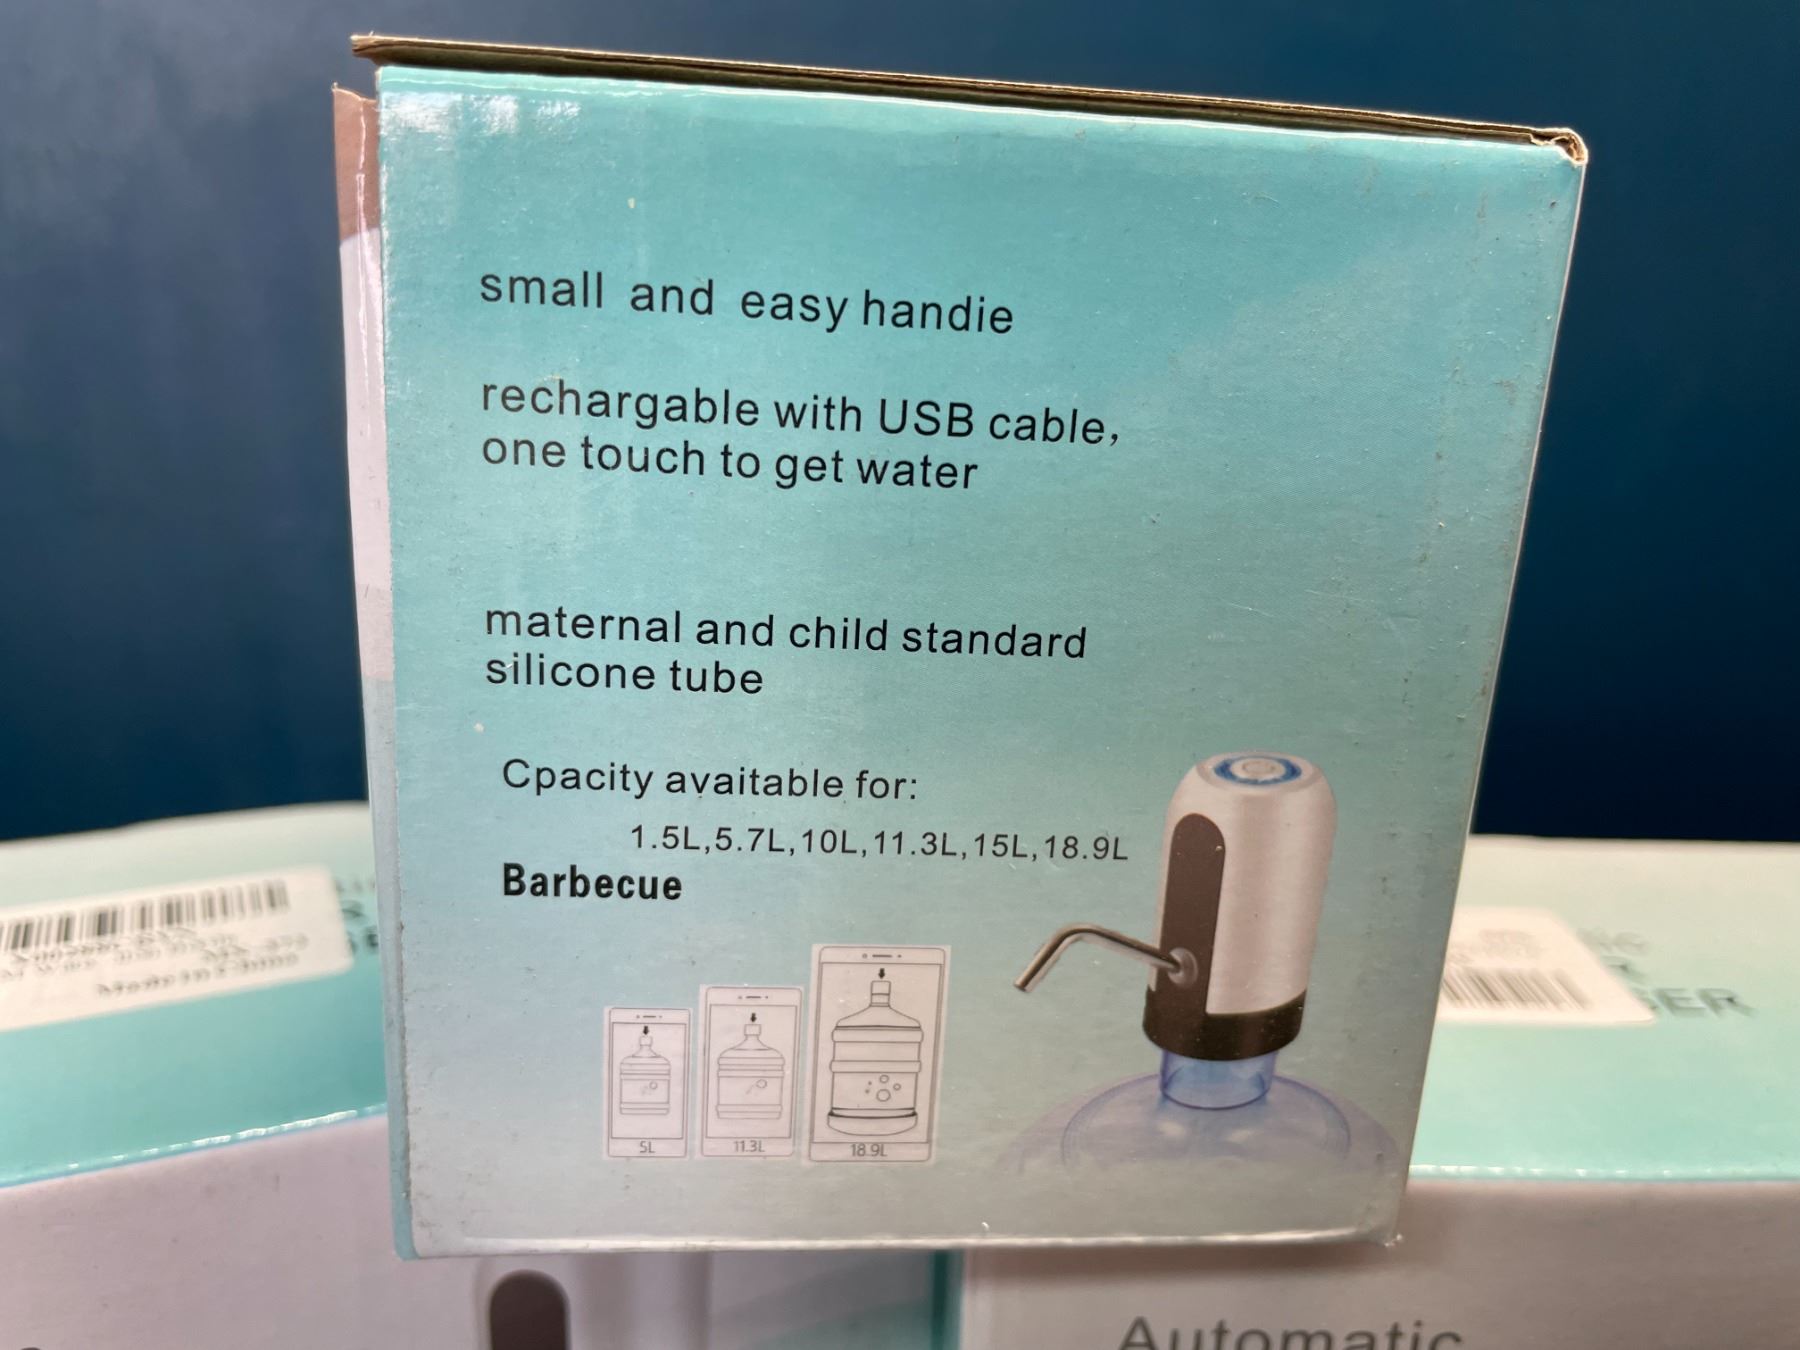 small and easy handie
rechargable with USB cable,
one touch to get water
maternal and child standard
silicone tube
Cpacity avaitable for:
1.5L,5.7L,10L,11.3L,15L,18.9L
Barbecue
5L
11.3L
18.9L
Automatic